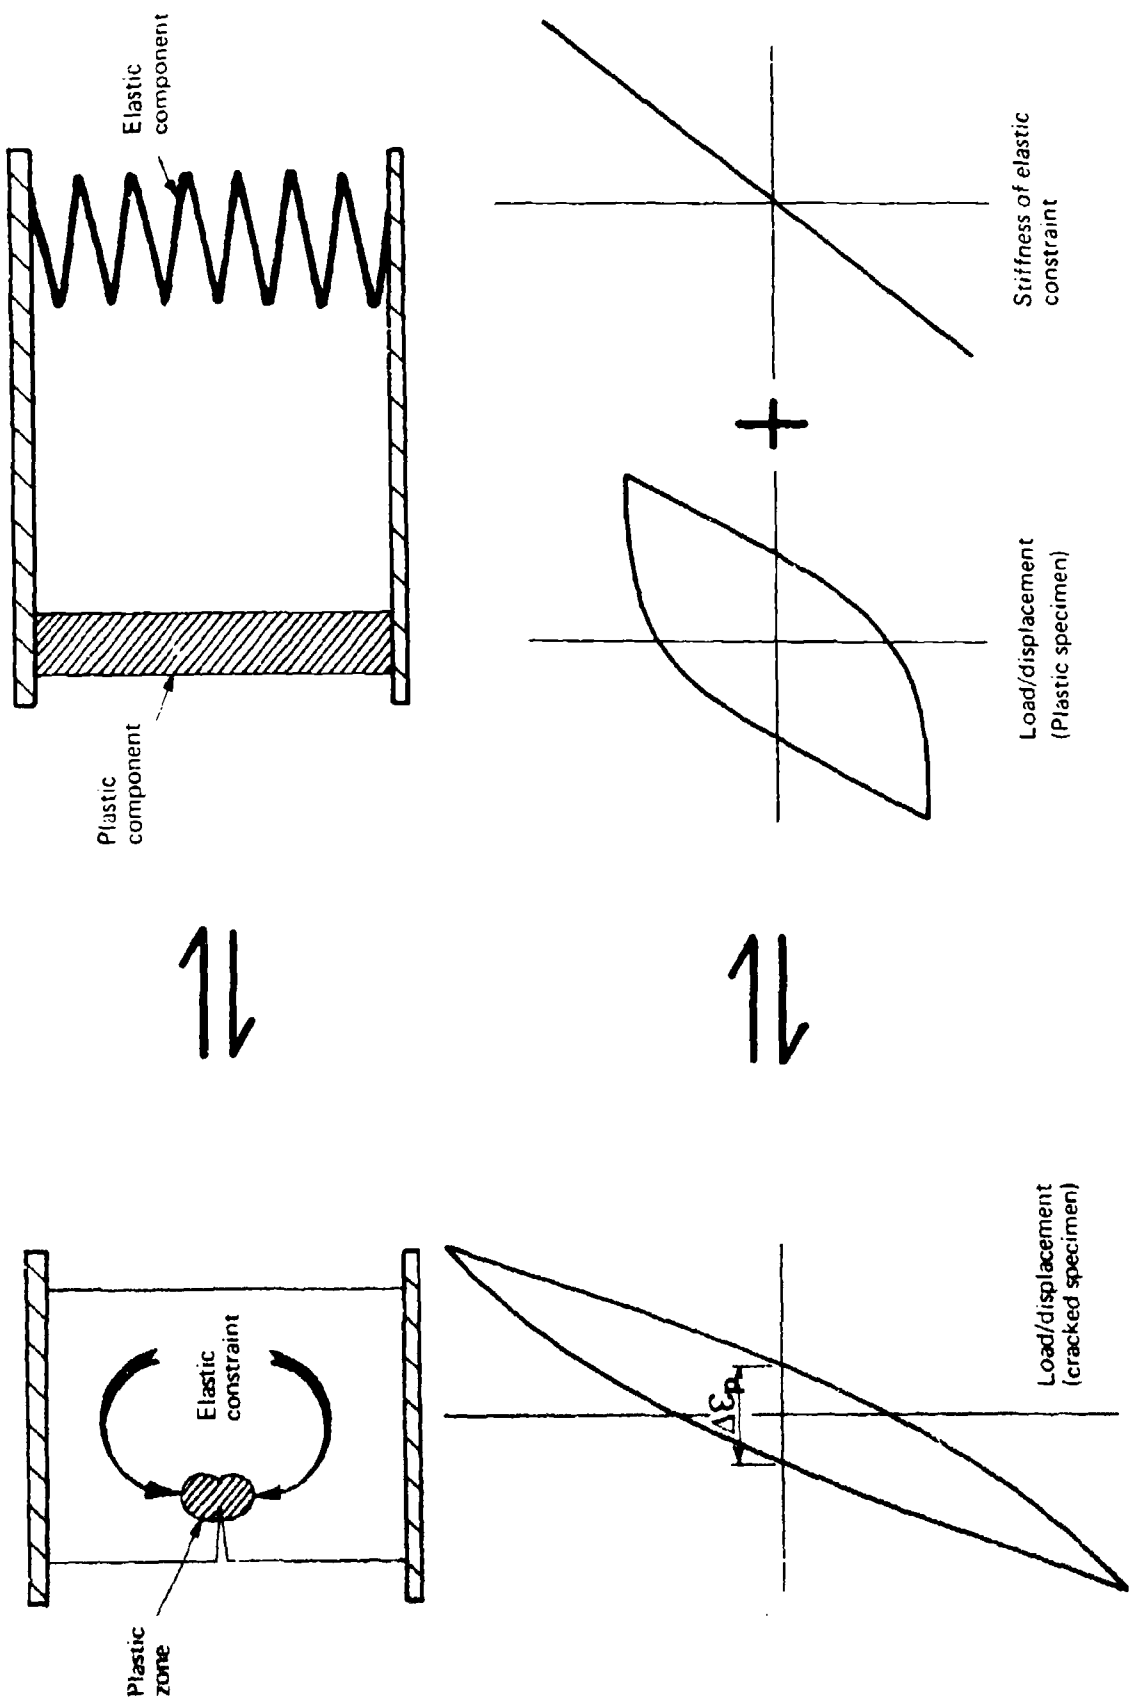 Plastic
zone
Elastic
constraint
Plastic
component
Elastic
component
Δεp
Load/displacement
(cracked specimen)
Load/displacement
(Plastic specimen)
+
Stiffness of elastic
constraint